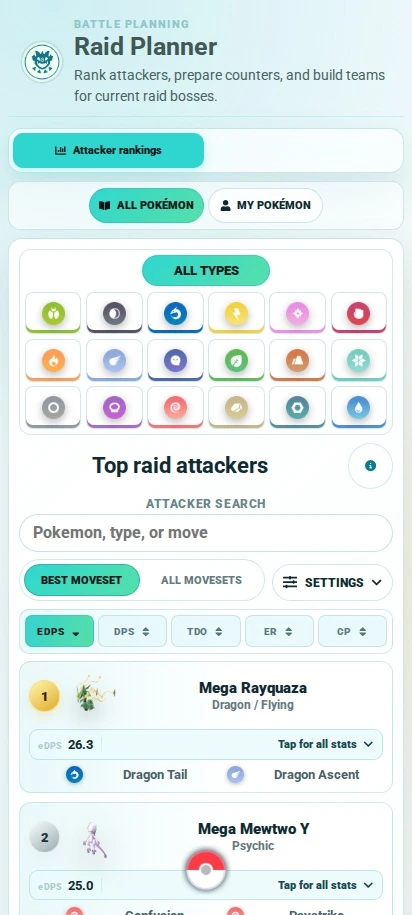 BATTLE PLANNING
Raid Planner
Rank attackers, prepare counters, and build teams
for current raid bosses.
Attacker rankings
ALL POKÉMON
MY POKÉMON
ALL TYPES
Top raid attackers
ATTACKER SEARCH
Pokemon, type, or move
BEST MOVESET
ALL MOVESETS
SETTINGS
EDPS
DPS
TDO
ER
CP
1
Mega Rayquaza
Dragon / Flying
eDPS 26.3
Tap for all stats
Dragon Tail
Dragon Ascent
2
Mega Mewtwo Y
Psychic
eDPS 25.0
Tap for all stats
Confusion
Psystrike